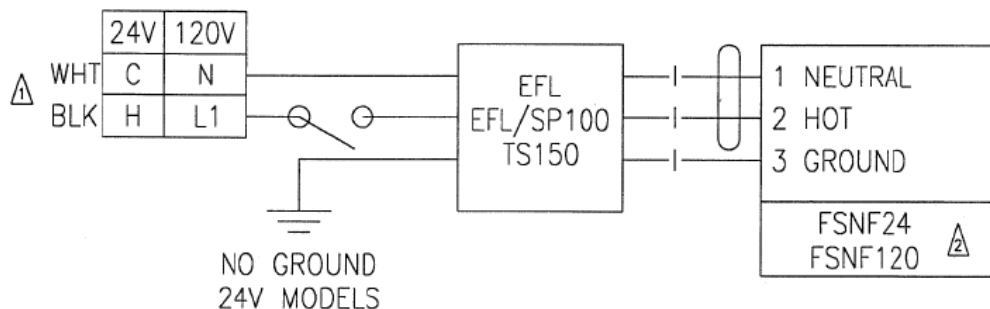 24V 120V
1 WHT C N
BLK H L1
NO GROUND
24V MODELS
EFL
EFL/SP100
TS150
1 NEUTRAL
2 HOT
3 GROUND
FSNF24
FSNF120
2